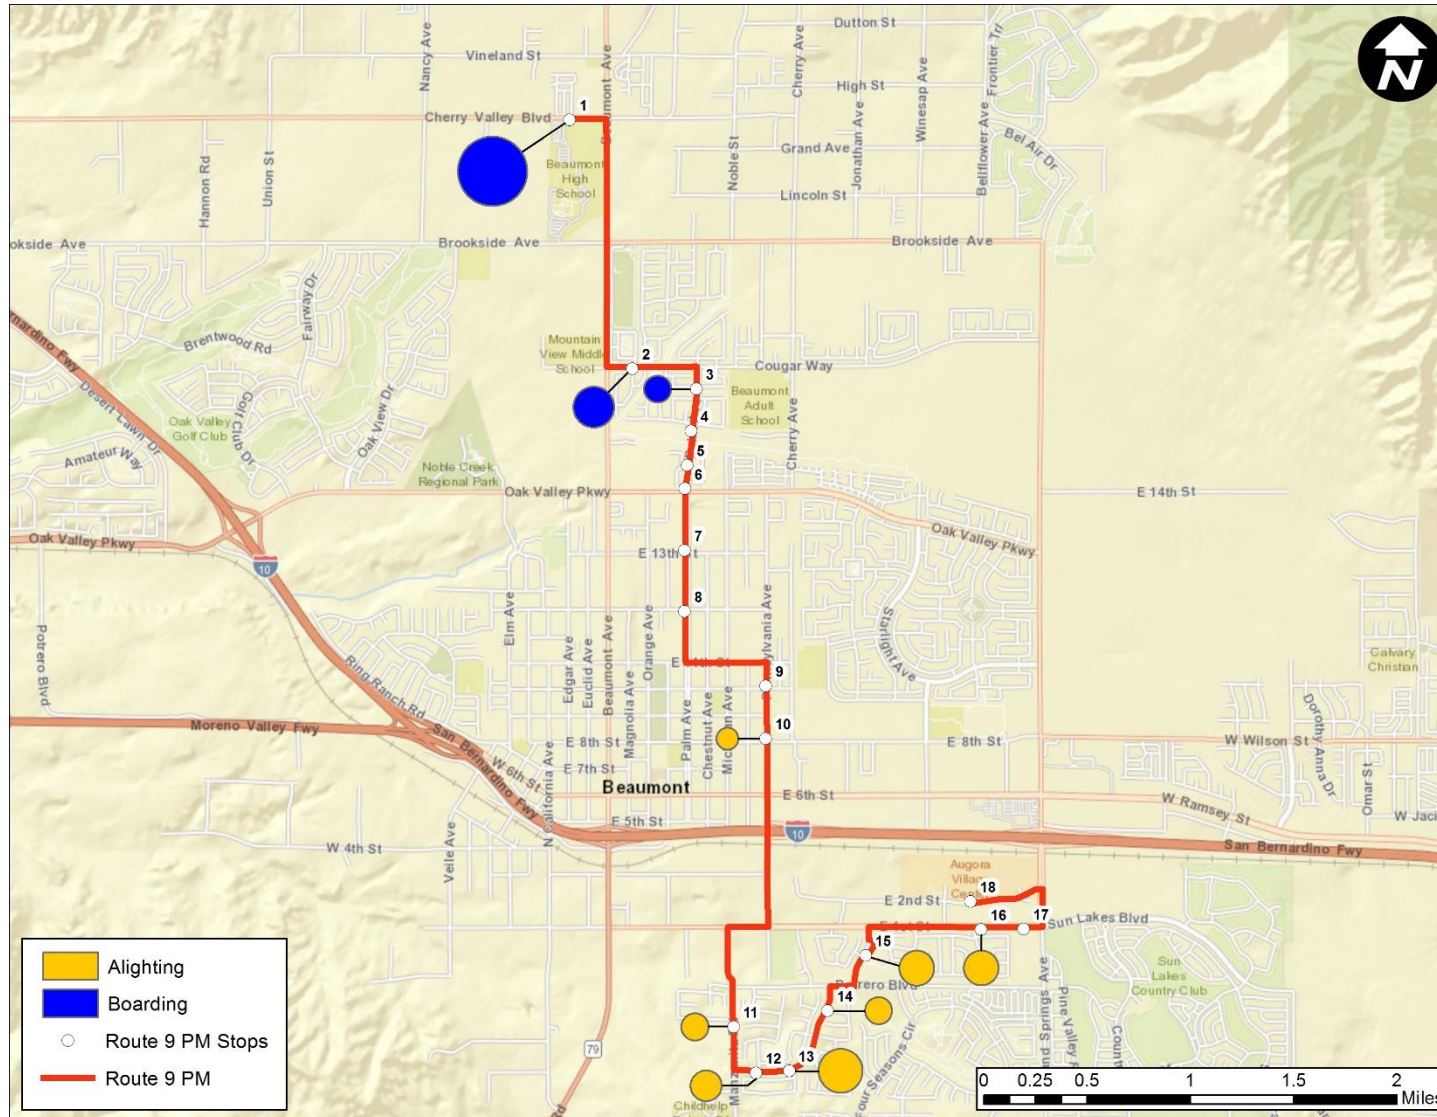 Dutton St
Vineland St
Nancy Ave
Beaumont Ave
Cherry Ave
High St
Winesap Ave
Frontier Trl
N
Cherry Valley Blvd
1
Beaumont
High
School
Hannon Rd
Union St
Noble St
Grand Ave
Jonathan Ave
Bellflower Ave
Bel Air Dr
Lincoln St
Brookside Ave
Brookside Ave
Fairway Dr
Brentwood Rd
Mountain
View Middle
School
2
3
Cougar Way
Beaumont
Adult
School
Desert Lawn Dr
Golf Club Dr
Oak View Dr
Oak Valley
Golf Club
4
Cherry Ave
Amateur Way
5
Noble Creek
Regional Park
6
Oak Valley Pkwy
E 14th St
Oak Valley Pkwy
Oak Valley Pkwy
10
7
E 13th St
8
Elm Ave
Potrero Blvd
Edgar Ave
Euclid Ave
Beaumont Ave
Magnolia Ave
Orange Ave
Starlight Ave
Calvary
Christian
Ring Ranch Rd
9
Palm Ave
Chestnut Ave
Moreno Valley Fwy
San Bernardino Fwy
10
E 8th St
E 8th St
W Wilson St
Dorothy Anna Dr
W 6th St
E 7th St
N California Ave
Beaumont
E 6th St
W Ramsey St
Omar St
E 5th St
10
W 4th St
San Bernardino Fwy
Veile Ave
Augora
Village
18
E 2nd St
16
17
Sun Lakes Blvd
15
Sun
Lakes
Country Club
14
11
Pine Valley
12
13
Four Seasons Cir
79
Childhelp
Alighting
Boarding
Route 9 PM Stops
Route 9 PM
0 0.25 0.5 1 1.5 2
Miles